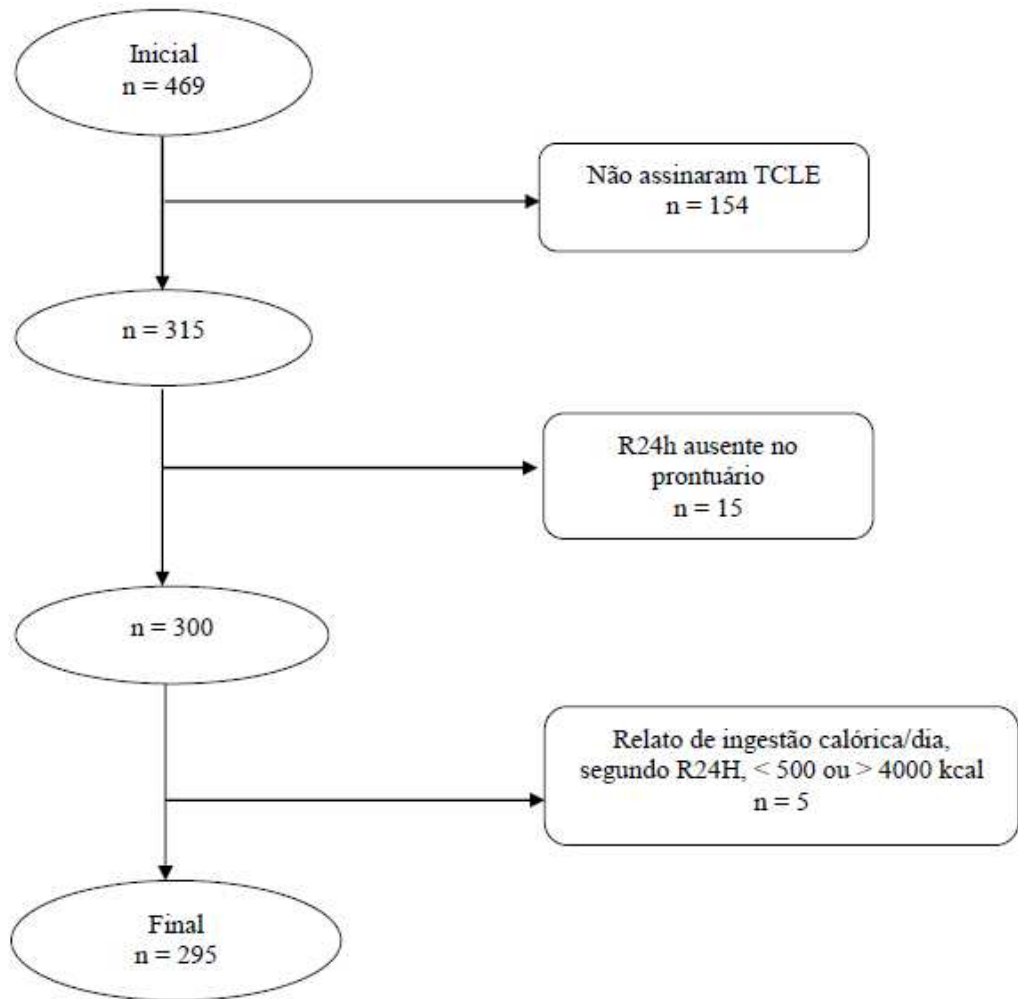 Inicial
n = 469
Não assinaram TCLE
n = 154
n = 315
R24h ausente no
prontuário
n = 15
n = 300
Relato de ingestão calórica/dia,
segundo R24H, < 500 ou > 4000 kcal
n = 5
Final
n = 295